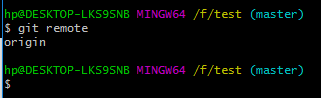 hp@DESKTOP-LKS9SNB MINGW64 /f/test (master)
$ git remote
origin
hp@DESKTOP-LKS9SNB MINGW64 /f/test (master)
$